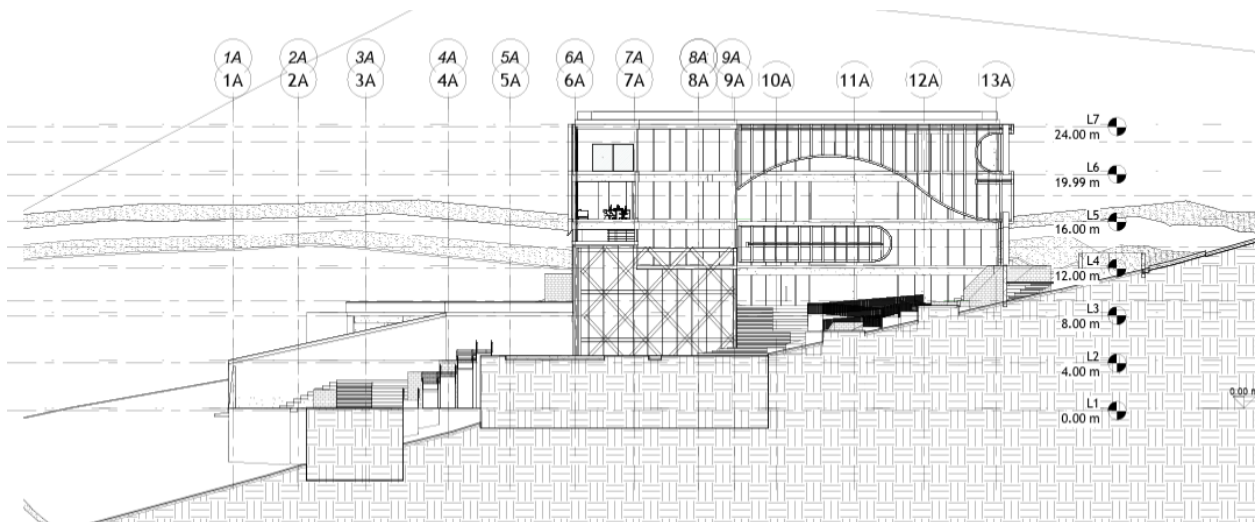 1A 2A 3A 4A 5A 6A 7A 8A 9A
1A 2A 3A 4A 5A 6A 7A 8A 9A 10A 11A 12A 13A
L7
24.00 m
L6
19.99 m
L5
16.00 m
L4
12.00 m
L3
8.00 m
L2
4.00 m
L1
0.00 m
0.00 m